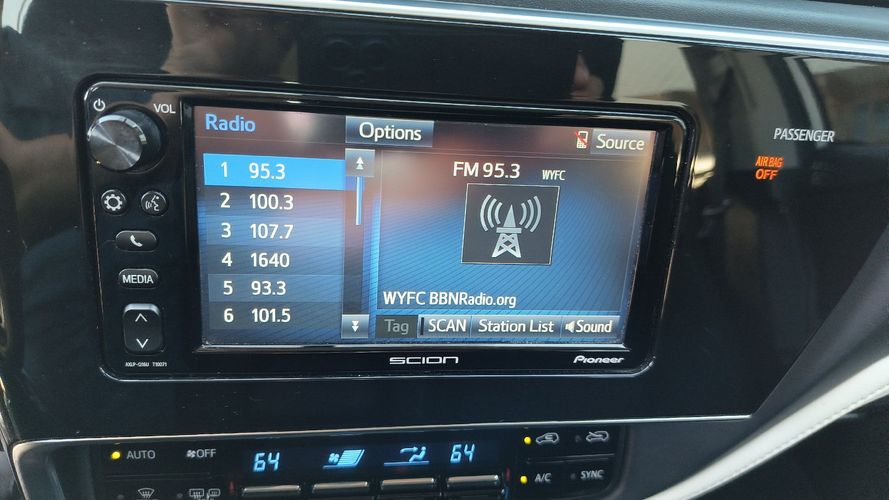 VOL
Radio
Options
Source
1 95.3
2 100.3
3 107.7
4 1640
5 93.3
6 101.5
FM 95.3 WYFC
WYFC BBNRadio.org
Tag SCAN Station List Sound
MEDIA
SCION
Pioneer
T10071
PASSENGER
AIR BAG
OFF
AUTO
OFF
64
64
A/C
SYNC